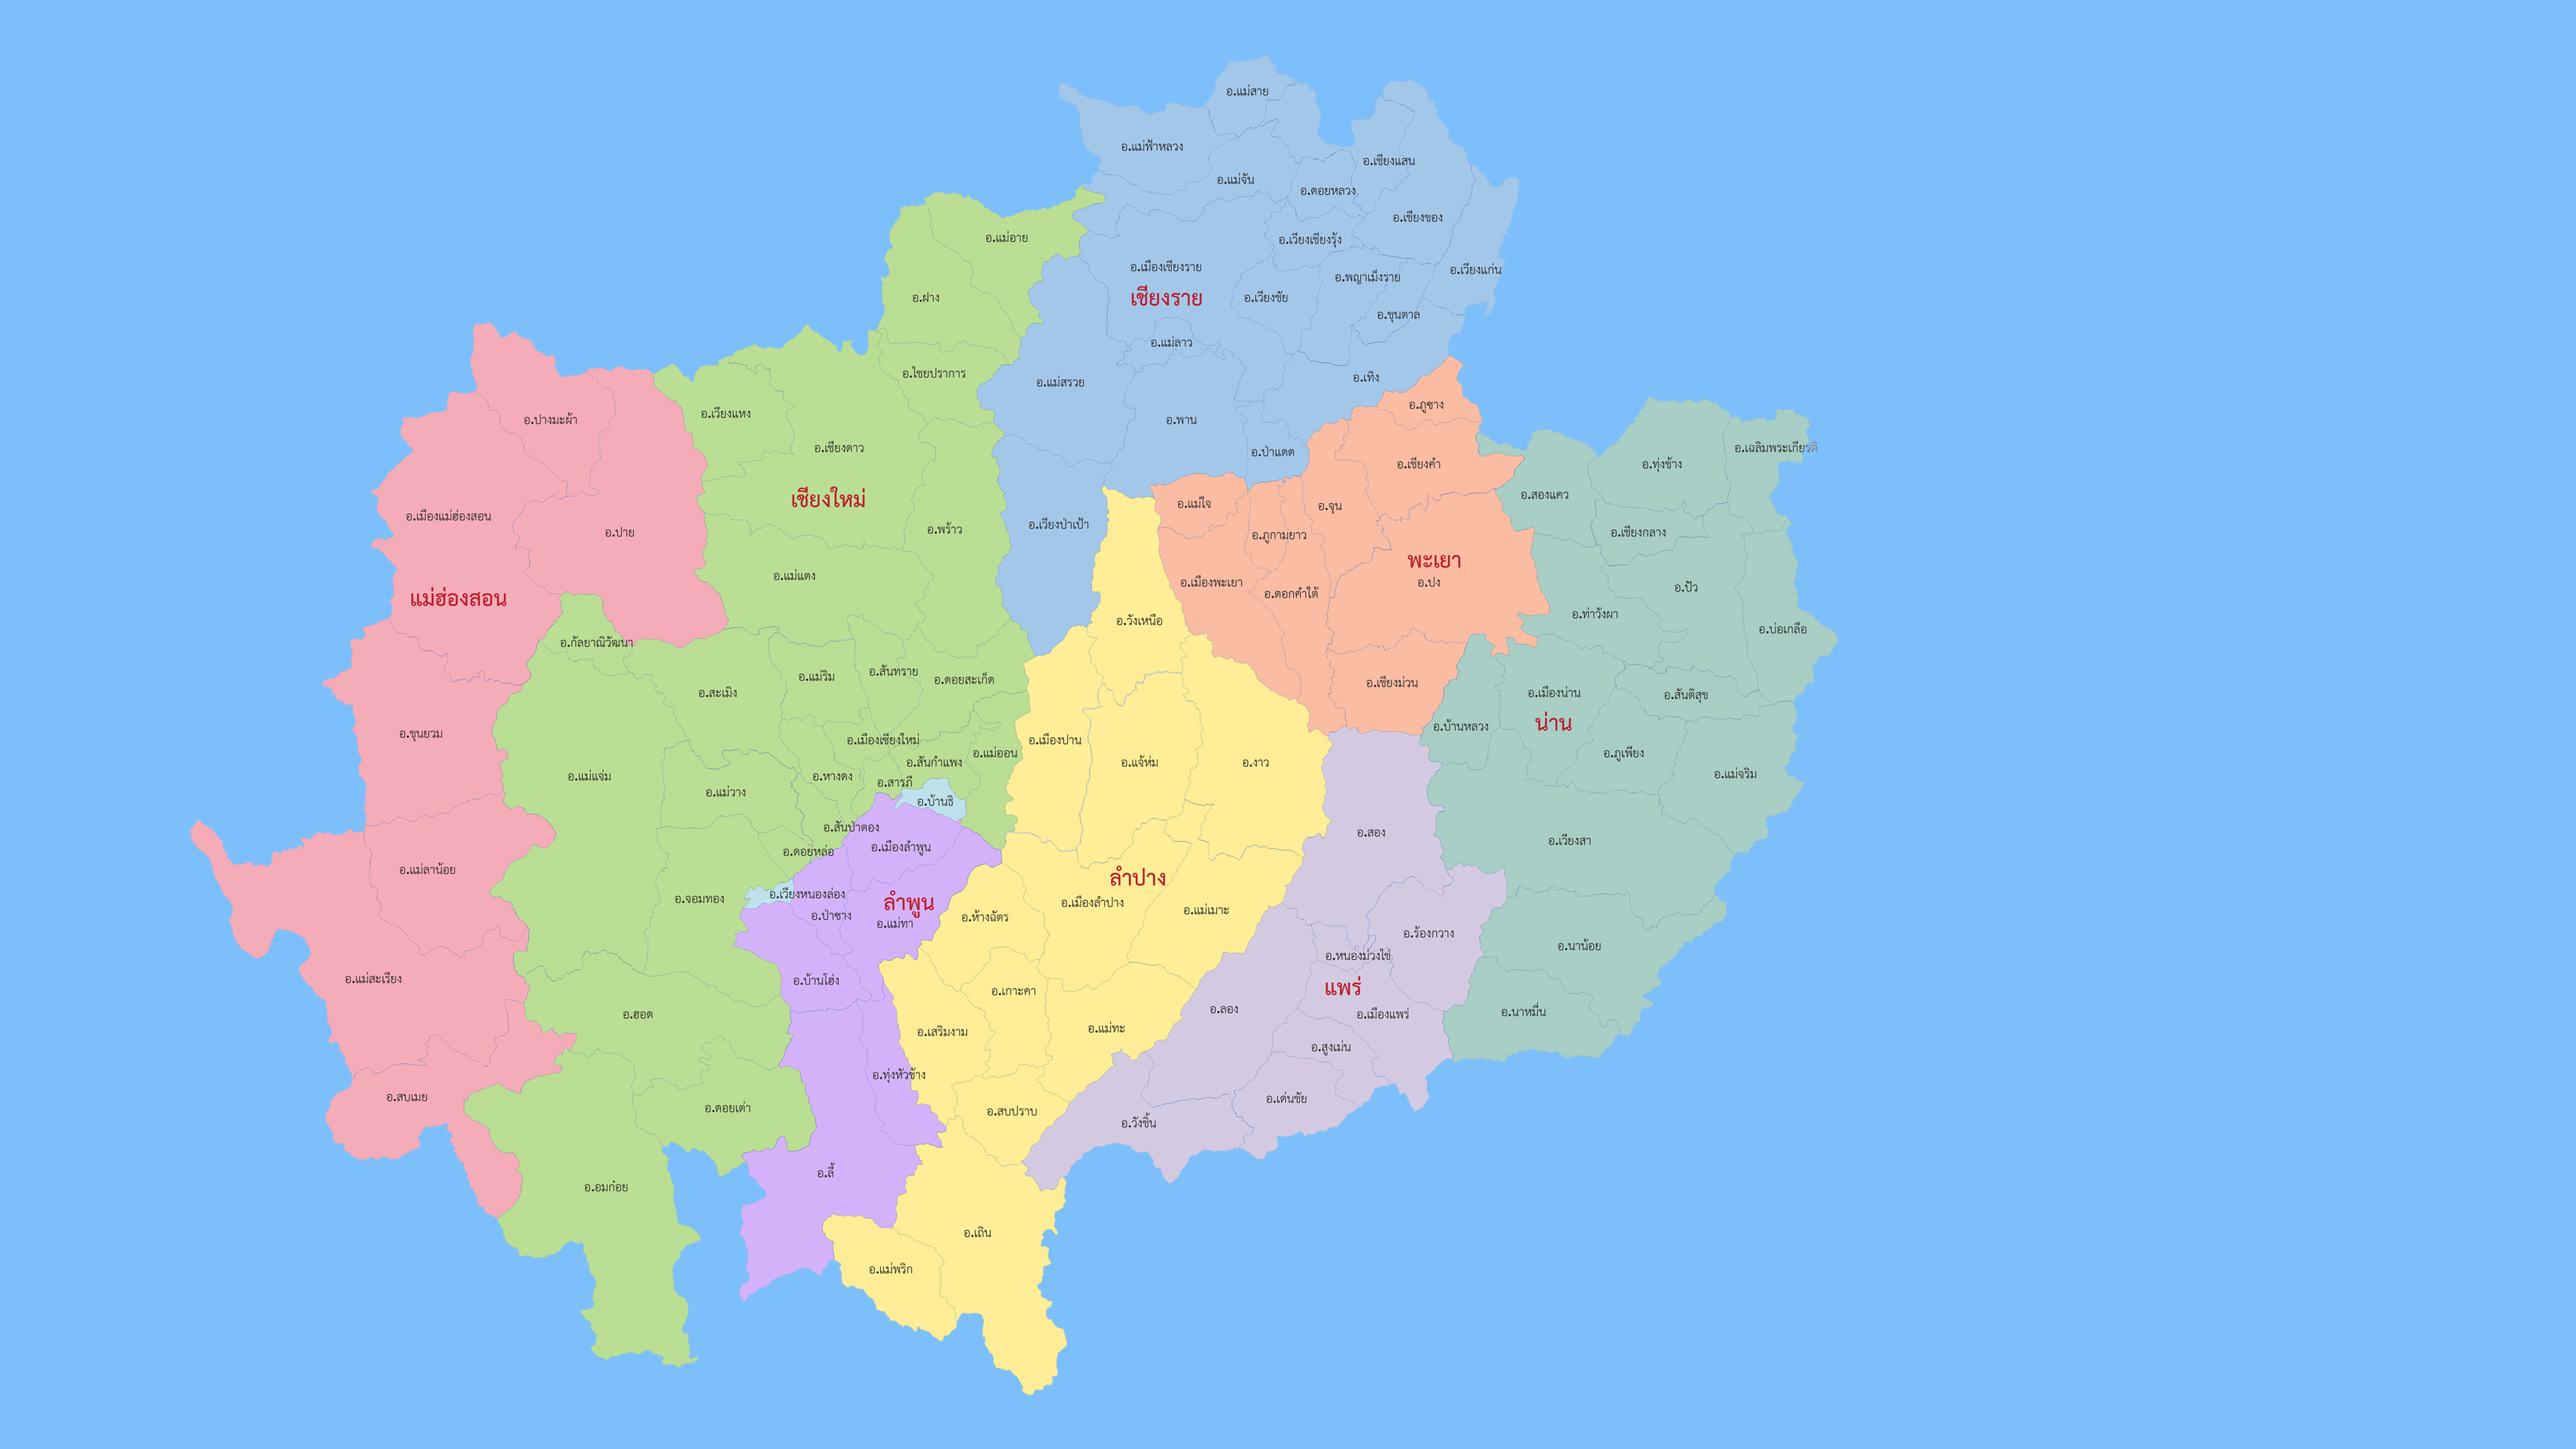 อ.แม่สาย
อ.แม่ฟ้าหลวง
อ.เชียงแสน
อ.แม่จัน
อ.ดอยหลวง
อ.เชียงของ
อ.แม่อาย
อ.เวียงเชียงรุ้ง
อ.เมืองเชียงราย
อ.เวียงแก่น
อ.พญาเม็งราย
เชียงราย
อ.เวียงชัย
อ.ฝาง
อ.ขุนตาล
อ.แม่ลาว
อ.ไชยปราการ
อ.เทิง
อ.แม่สรวย
อ.ภูซาง
อ.เวียงแหง
อ.ปางมะผ้า
อ.พาน
อ.เชียงดาว
อ.เฉลิมพระเกียรติ
อ.ป่าแดด
อ.เชียงคำ
อ.ทุ่งช้าง
อ.สองแคว
เชียงใหม่
อ.แม่ใจ
อ.จุน
อ.เมืองแม่ฮ่องสอน
อ.เวียงป่าเป้า
อ.พร้าว
อ.ปาย
อ.เชียงกลาง
อ.ภูกามยาว
พะเยา
อ.แม่แตง
อ.เมืองพะเยา
อ.ปง
อ.ปัว
อ.ดอกคำใต้
แม่ฮ่องสอน
อ.ท่าวังผา
อ.วังเหนือ
อ.บ่อเกลือ
อ.กัลยาณิวัฒนา
อ.สันทราย
อ.แม่ริม
อ.ดอยสะเก็ด
อ.เชียงม่วน
อ.สะเมิง
อ.เมืองน่าน
อ.สันติสุข
น่าน
อ.บ้านหลวง
อ.ขุนยวม
อ.เมืองเชียงใหม่
อ.เมืองปาน
อ.แม่ออน
อ.ภูเพียง
อ.สันกำแพง
อ.แจ้ห่ม
อ.งาว
อ.แม่จริม
อ.แม่แจ่ม
อ.หางดง
อ.สารภี
อ.แม่วาง
อ.บ้านธิ
อ.สันป่าตอง
อ.สอง
อ.เวียงสา
อ.เมืองลำพูน
อ.ดอยหล่อ
อ.แม่ลาน้อย
ลำปาง
อ.เวียงหนองล่อง
อ.จอมทอง
ลำพูน
อ.เมืองลำปาง
อ.แม่เมาะ
อ.ป่าซาง
อ.ห้างฉัตร
อ.แม่ทา
อ.ร้องกวาง
อ.นาน้อย
อ.หนองม่วงไข่
อ.แม่สะเรียง
อ.บ้านโฮ่ง
แพร่
อ.เกาะคา
อ.ลอง
อ.นาหมื่น
อ.ฮอด
อ.เมืองแพร่
อ.แม่ทะ
อ.เสริมงาม
อ.สูงเม่น
อ.ทุ่งหัวช้าง
อ.สบเมย
อ.เด่นชัย
อ.ดอยเต่า
อ.สบปราบ
อ.วังชิ้น
อ.ลี้
อ.อมก๋อย
อ.เถิน
อ.แม่พริก